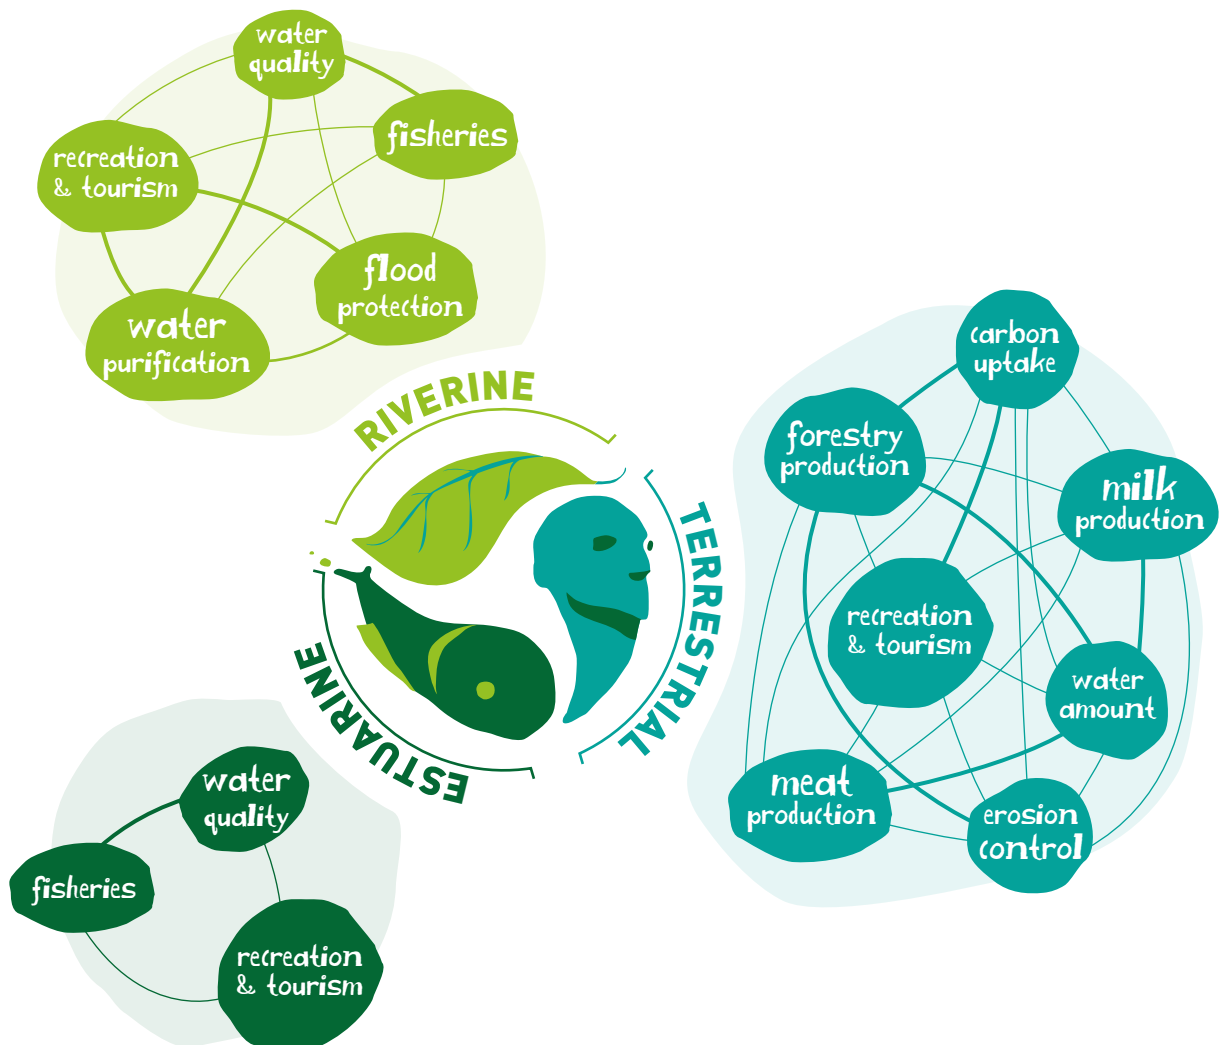 water
quality
fisheries
recreation
& tourism
flood
protection
water
purification
RIVERINE
TERRESTRIAL
ESTUARINE
carbon
uptake
forestry
production
milk
production
recreation
& tourism
water
amount
meat
production
erosion
control
water
quality
fisheries
recreation
& tourism